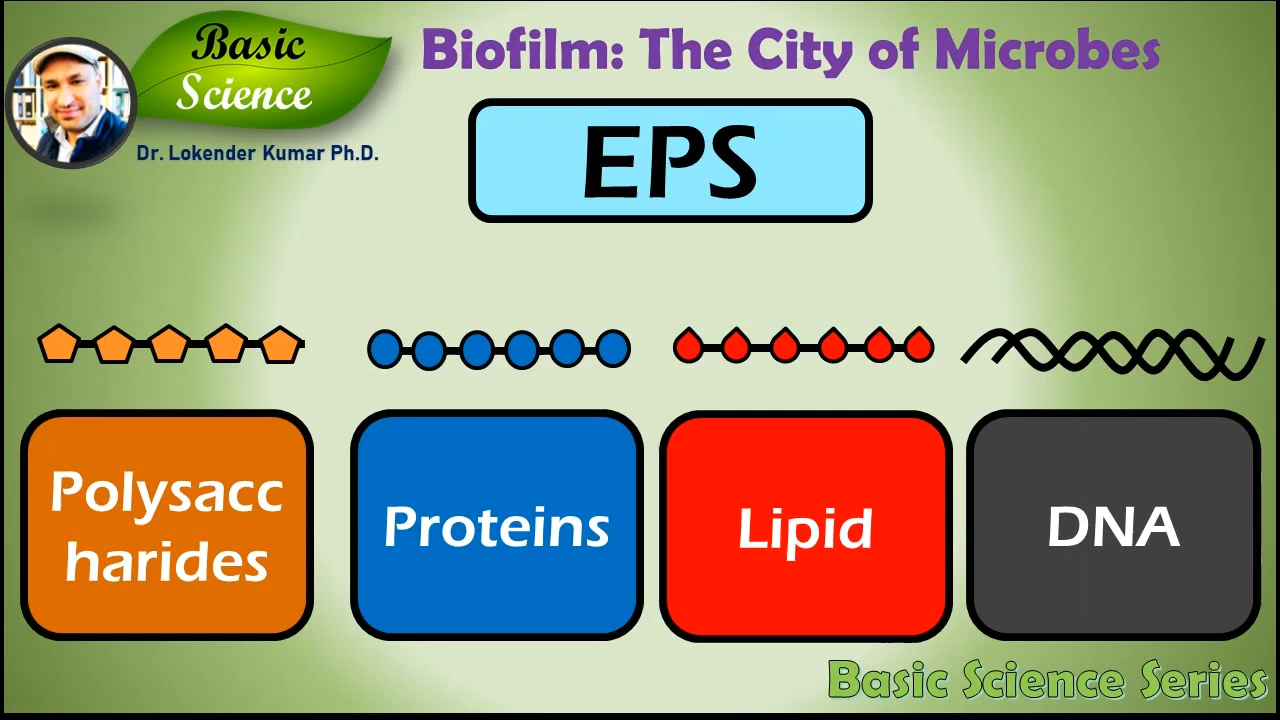 Basic
Science
Dr. Lokender Kumar Ph.D.
Biofilm: The City of Microbes
EPS
Polysacc
harides
Proteins
Lipid
DNA
Basic Science Series